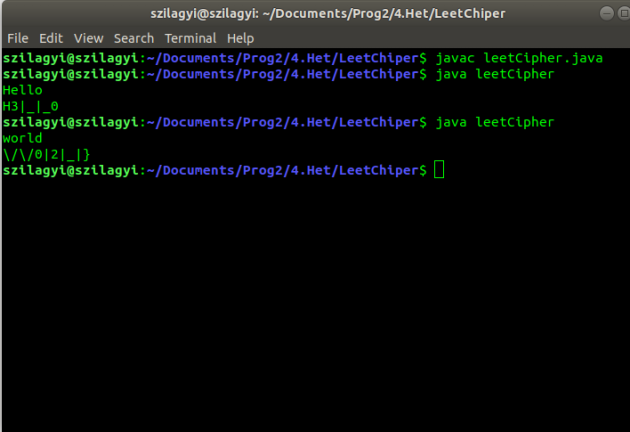 szilagyi@szilagyi: ~/Documents/Prog2/4.Het/LeetChiper
File Edit View Search Terminal Help
szilagyi@szilagyi:~/Documents/Prog2/4.Het/LeetChiper$ javac leetCipher.java
szilagyi@szilagyi:~/Documents/Prog2/4.Het/LeetChiper$ java leetCipher
Hello
H3|_|_0
szilagyi@szilagyi:~/Documents/Prog2/4.Het/LeetChiper$ java leetCipher
world
\/\/0|2|_|}
szilagyi@szilagyi:~/Documents/Prog2/4.Het/LeetChiper$